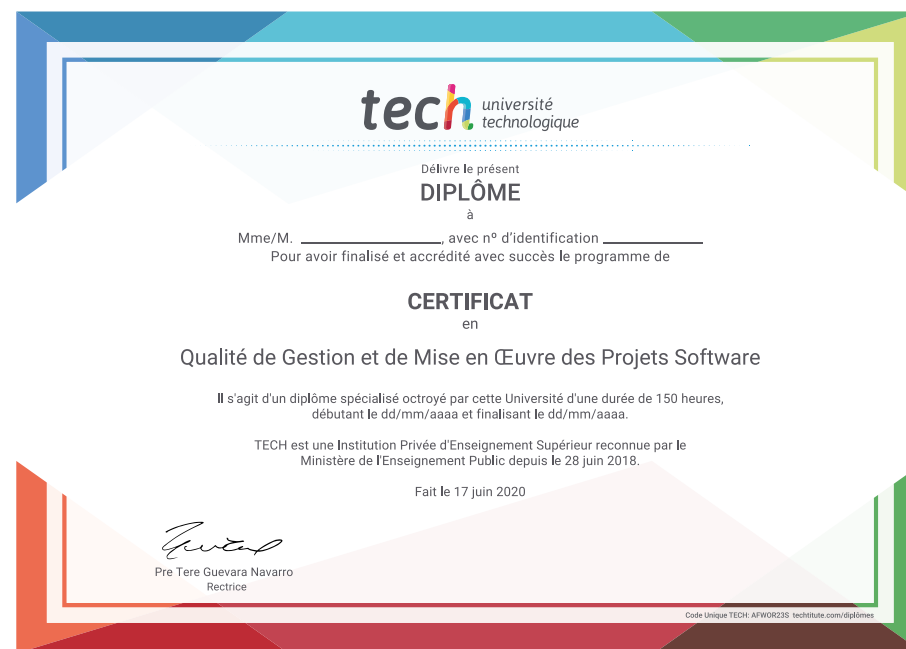 tech université
technologique
Délivre le présent
DIPLÔME
à
Mme/M. ____________________, avec nº d'identification ______________
Pour avoir finalisé et accrédité avec succès le programme de
CERTIFICAT
en
Qualité de Gestion et de Mise en Œuvre des Projets Software
Il s'agit d'un diplôme spécialisé octroyé par cette Université d'une durée de 150 heures,
débutant le dd/mm/aaaa et finalisant le dd/mm/aaaa.
TECH est une Institution Privée d'Enseignement Supérieur reconnue par le
Ministère de l'Enseignement Public depuis le 28 juin 2018.
Fait le 17 juin 2020
Pre Tere Guevara Navarro
Rectrice
Code Unique TECH: AFWOR23S techtitute.com/diplômes